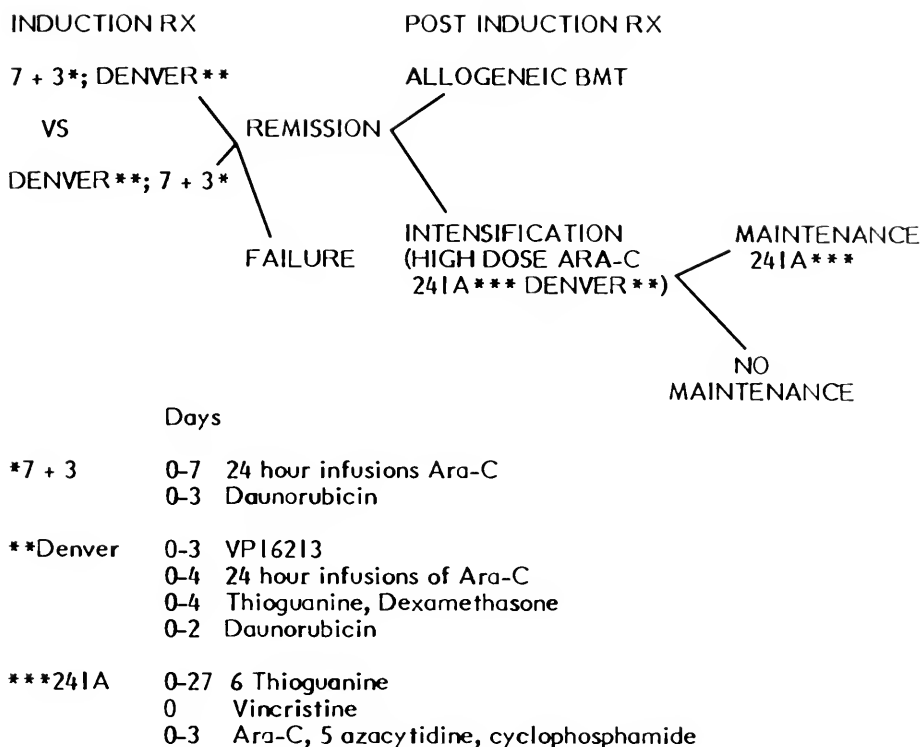 INDUCTION RX
POST INDUCTION RX
7 + 3*; DENVER**
ALLOGENEIC BMT
VS
REMISSION
DENVER**; 7 + 3*
FAILURE
INTENSIFICATION
(HIGH DOSE ARA-C
241A*** DENVER**)
MAINTENANCE
241A***
NO
MAINTENANCE
Days
*7 + 3 0-7 24 hour infusions Ara-C
0-3 Daunorubicin
**Denver 0-3 VP16213
0-4 24 hour infusions of Ara-C
0-4 Thioguanine, Dexamethasone
0-2 Daunorubicin
***241A 0-27 6 Thioguanine
0 Vincristine
0-3 Ara-C, 5 azacytidine, cyclophosphamide